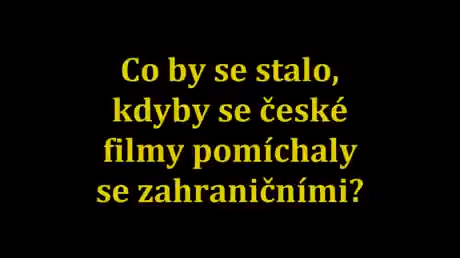 Co by se stalo,
kdyby se české
filmy pomíchaly
se zahraničními?